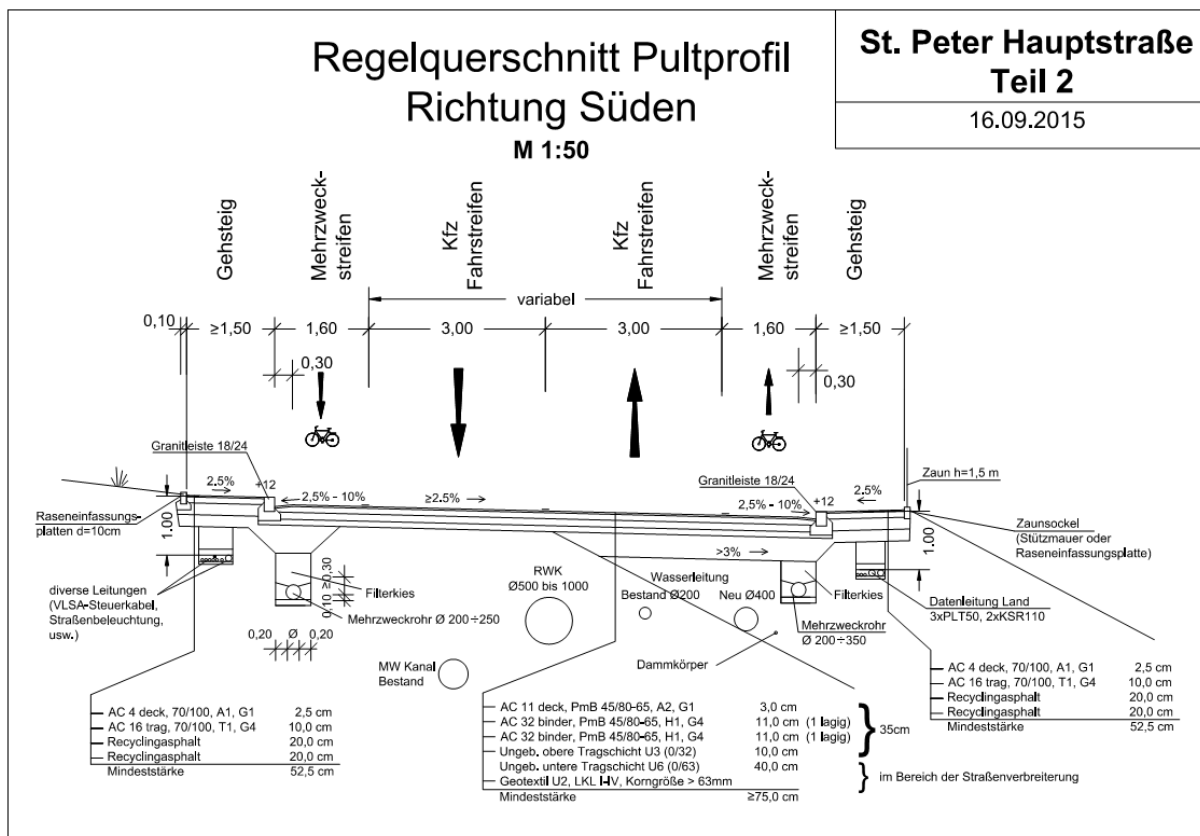 Regelquerschnitt Pultprofil
Richtung Süden
M 1:50
St. Peter Hauptstraße
Teil 2
16.09.2015
Gehsteig
Mehrzweck-
streifen
Kfz
Fahrstreifen
Kfz
Fahrstreifen
Mehrzweck-
streifen
Gehsteig
variabel
0,10
≥1,50
1,60
3,00
3,00
1,60
≥1,50
0,30
0,30
Granitleiste 18/24
2.5%
+12
2,5% - 10%
≥2.5%
Granitleiste 18/24
2,5% - 10%
+12
2.5%
Zaun h=1,5 m
Raseneinfassungs-
platten d=10cm
1.00
Zaunsockel
(Stützmauer oder
Raseneinfassungsplatte)
1.00
>3%
diverse Leitungen
(VLSA-Steuerkabel,
Straßenbeleuchtung,
usw.)
Filterkies
0,10 ≥0,30
Mehrzweckrohr Ø 200÷250
0,20 Ø 0,20
RWK
Ø500 bis 1000
Wasserleitung
Bestand Ø200 Neu Ø400
Filterkies
Mehrzweckrohr
Ø 200÷350
Datenleitung Land
3xPLT50, 2xKSR110
MW Kanal
Bestand
Dammkörper
AC 4 deck, 70/100, A1, G1 2,5 cm
AC 16 trag, 70/100, T1, G4 10,0 cm
Recyclingasphalt 20,0 cm
Recyclingasphalt 20,0 cm
Mindeststärke 52,5 cm
AC 11 deck, PmB 45/80-65, A2, G1 3,0 cm
AC 32 binder, PmB 45/80-65, H1, G4 11,0 cm (1 lagig)
AC 32 binder, PmB 45/80-65, H1, G4 11,0 cm (1 lagig)
Ungeb. obere Tragschicht U3 (0/32) 10,0 cm
Ungeb. untere Tragschicht U6 (0/63) 40,0 cm
Geotextil U2, LKL I-IV, Korngröße > 63mm
Mindeststärke ≥75,0 cm
35cm
im Bereich der Straßenverbreiterung
AC 4 deck, 70/100, A1, G1 2,5 cm
AC 16 trag, 70/100, T1, G4 10,0 cm
Recyclingasphalt 20,0 cm
Recyclingasphalt 20,0 cm
Mindeststärke 52,5 cm